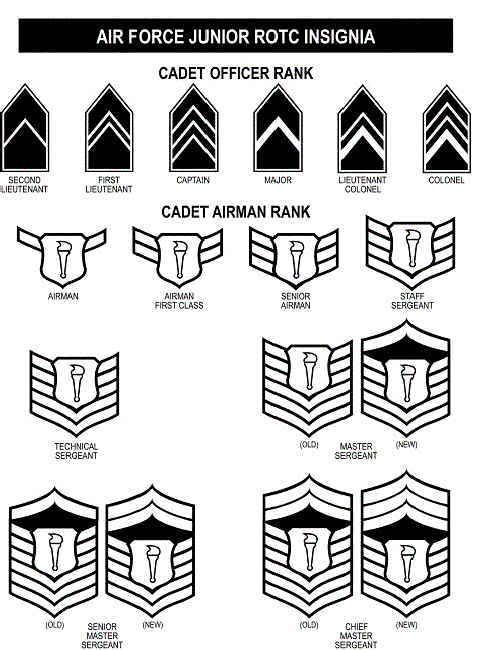 AIR FORCE JUNIOR ROTC INSIGNIA
CADET OFFICER RANK
SECOND
LIEUTENANT
FIRST
LIEUTENANT
CAPTAIN
MAJOR
LIEUTENANT
COLONEL
COLONEL
CADET AIRMAN RANK
AIRMAN
AIRMAN
FIRST CLASS
SENIOR
AIRMAN
STAFF
SERGEANT
TECHNICAL
SERGEANT
(OLD)
MASTER
SERGEANT
(NEW)
(OLD)
SENIOR
MASTER
SERGEANT
(NEW)
(OLD)
CHIEF
MASTER
SERGEANT
(NEW)